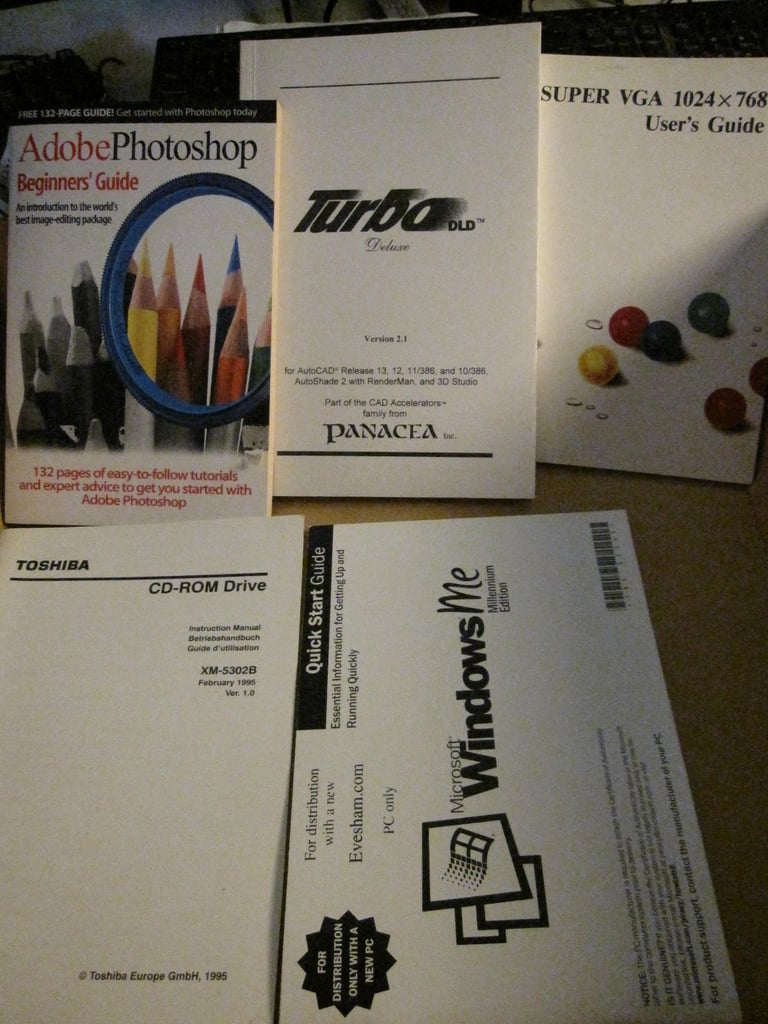 FREE 132-PAGE GUIDE! Get started with Photoshop today
AdobePhotoshop
Beginners' Guide
An introduction to the world's
best image-editing package
132 pages of easy-to-follow tutorials
and expert advice to get you started with
Adobe Photoshop
Turbo DLD™
Deluxe
Version 2.1
for AutoCAD® Release 13, 12, 11/386, and 10/386,
AutoShade 2 with RenderMan, and 3D Studio
Part of the CAD Accelerators™
family from
PANACEA Inc.
SUPER VGA 1024×768
User's Guide
TOSHIBA
CD-ROM Drive
Instruction Manual
Betriebshandbuch
Guide d'utilisation
XM-5302B
February 1995
Ver. 1.0
© Toshiba Europe GmbH, 1995
Quick Start Guide
Essential Information for Getting Up and
Running Quickly
For distribution
with a new
Evesham.com
PC only
FOR
DISTRIBUTION
ONLY WITH A
NEW PC
Microsoft®
Windows Me
Millennium
Edition
For product support, contact the manufacturer of your PC.